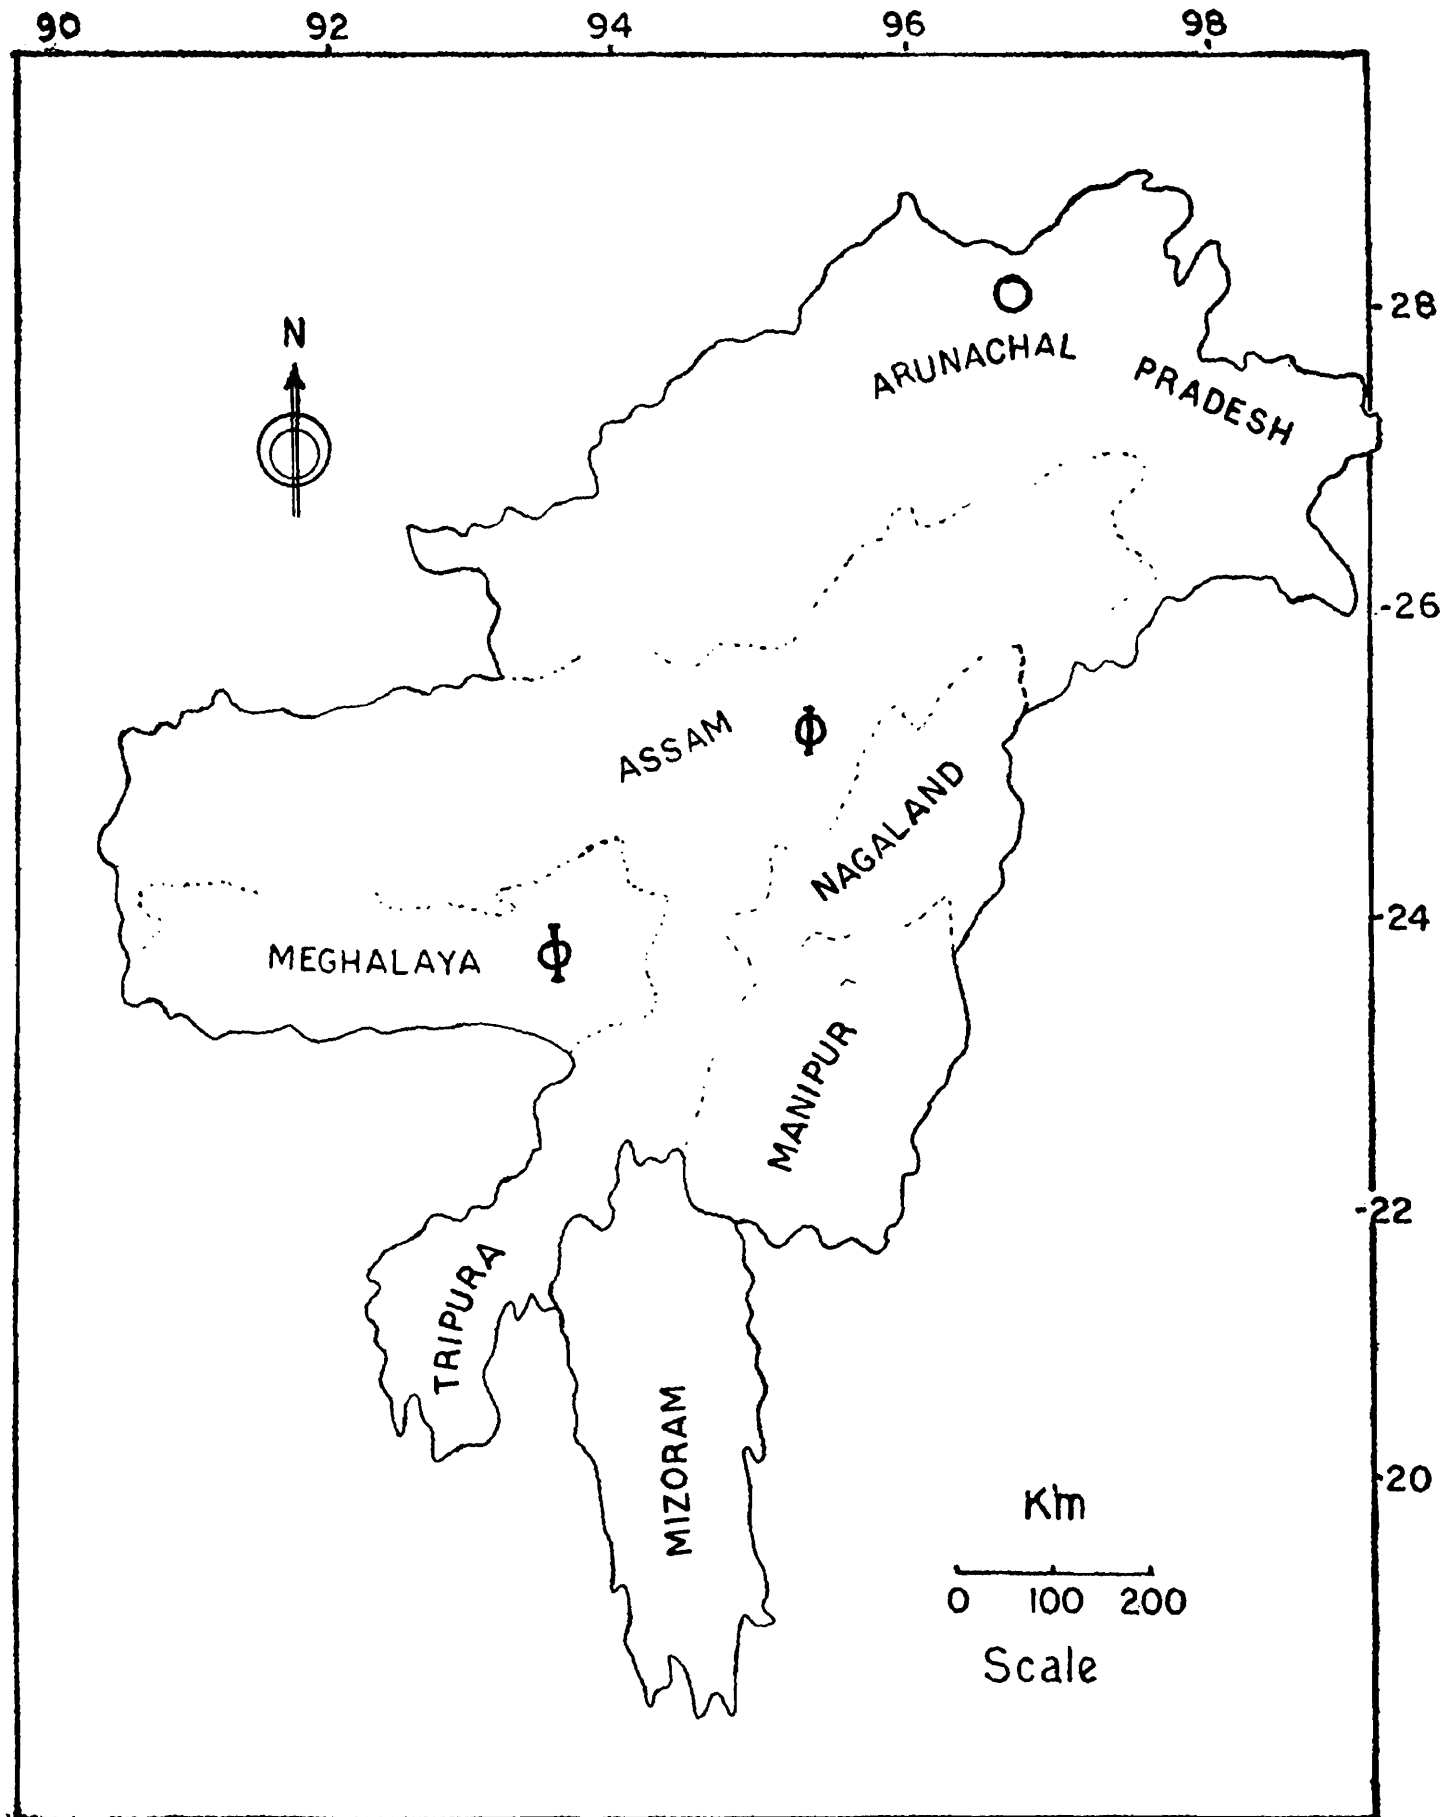 90 92 94 96 98
N
28
ARUNACHAL PRADESH
26
ASSAM
Φ
NAGALAND
24
MEGHALAYA
Φ
MANIPUR
22
TRIPURA
MIZORAM
20
Km
0 100 200
Scale